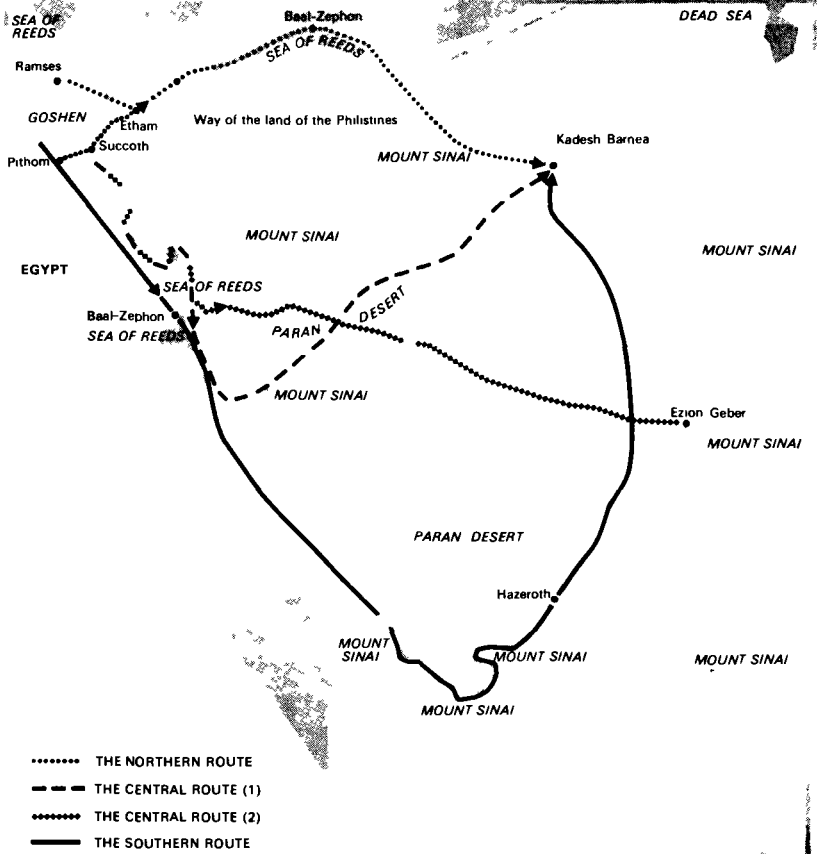 SEA OF
REEDS
Baal-Zephon
DEAD SEA
SEA OF REEDS
Ramses
GOSHEN
Etham
Way of the land of the Philistines
Succoth
Pithom
MOUNT SINAI
Kadesh Barnea
MOUNT SINAI
MOUNT SINAI
EGYPT
SEA OF REEDS
Baal-Zephon
SEA OF REEDS
PARAN DESERT
MOUNT SINAI
Ezion Geber
MOUNT SINAI
PARAN DESERT
Hazeroth
MOUNT
SINAI
MOUNT SINAI
MOUNT SINAI
MOUNT SINAI
THE NORTHERN ROUTE
THE CENTRAL ROUTE (1)
THE CENTRAL ROUTE (2)
THE SOUTHERN ROUTE